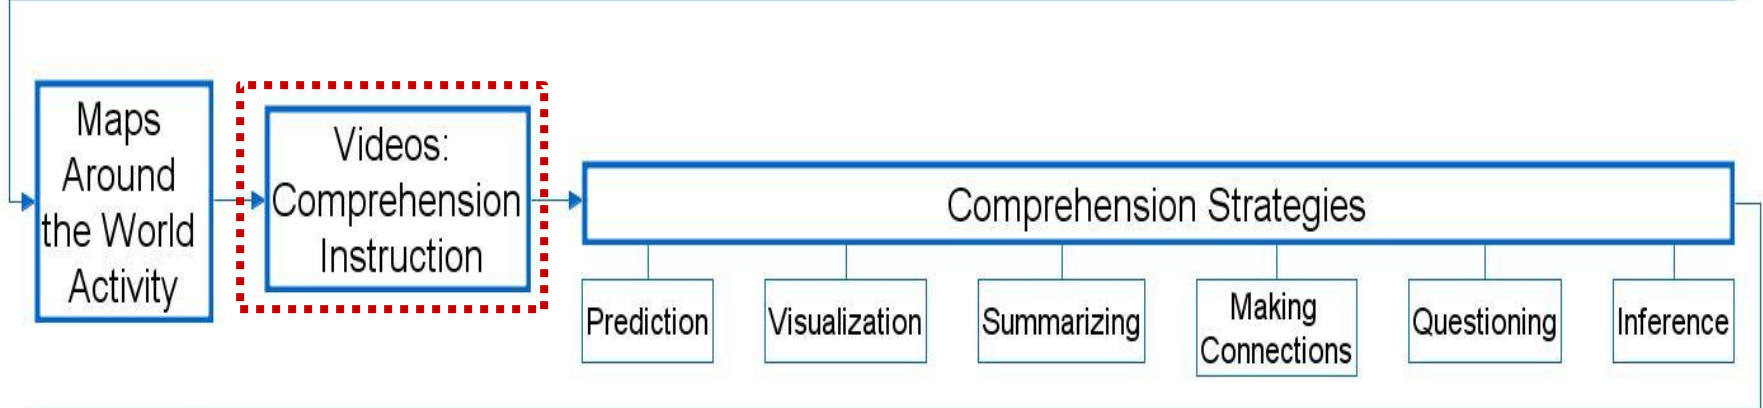 Maps
Around
the World
Activity
Videos:
Comprehension
Instruction
Comprehension Strategies
Prediction
Visualization
Summarizing
Making
Connections
Questioning
Inference